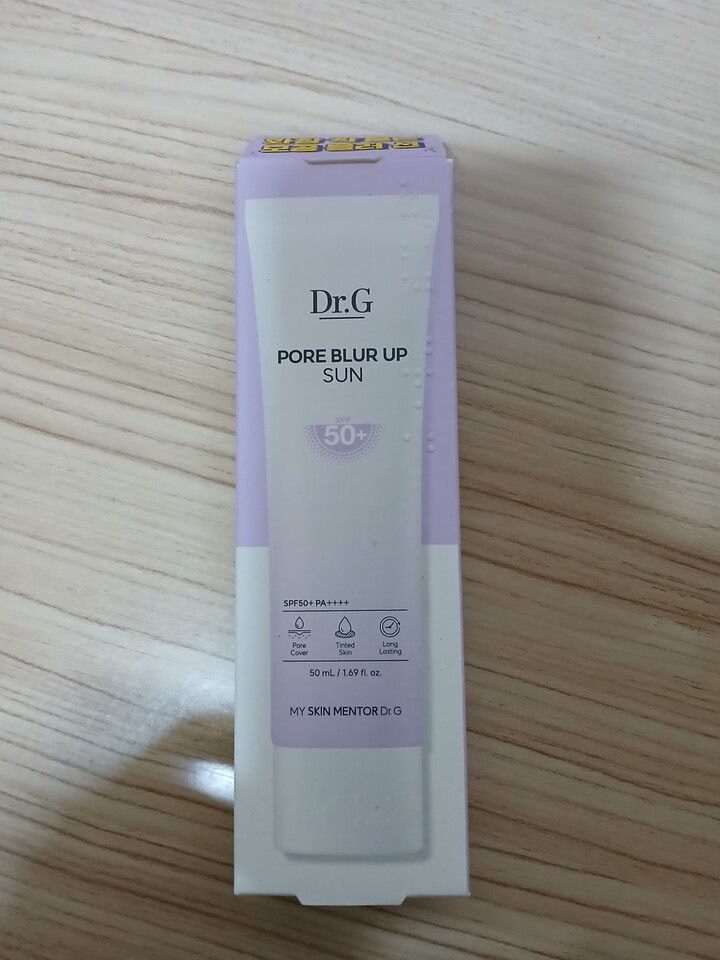 Dr.G
PORE BLUR UP
SUN
SPF
50+
SPF50+ PA++++
Pore
Cover
Tinted
Skin
Long
Lasting
50 mL / 1.69 fl. oz.
MY SKIN MENTOR Dr.G